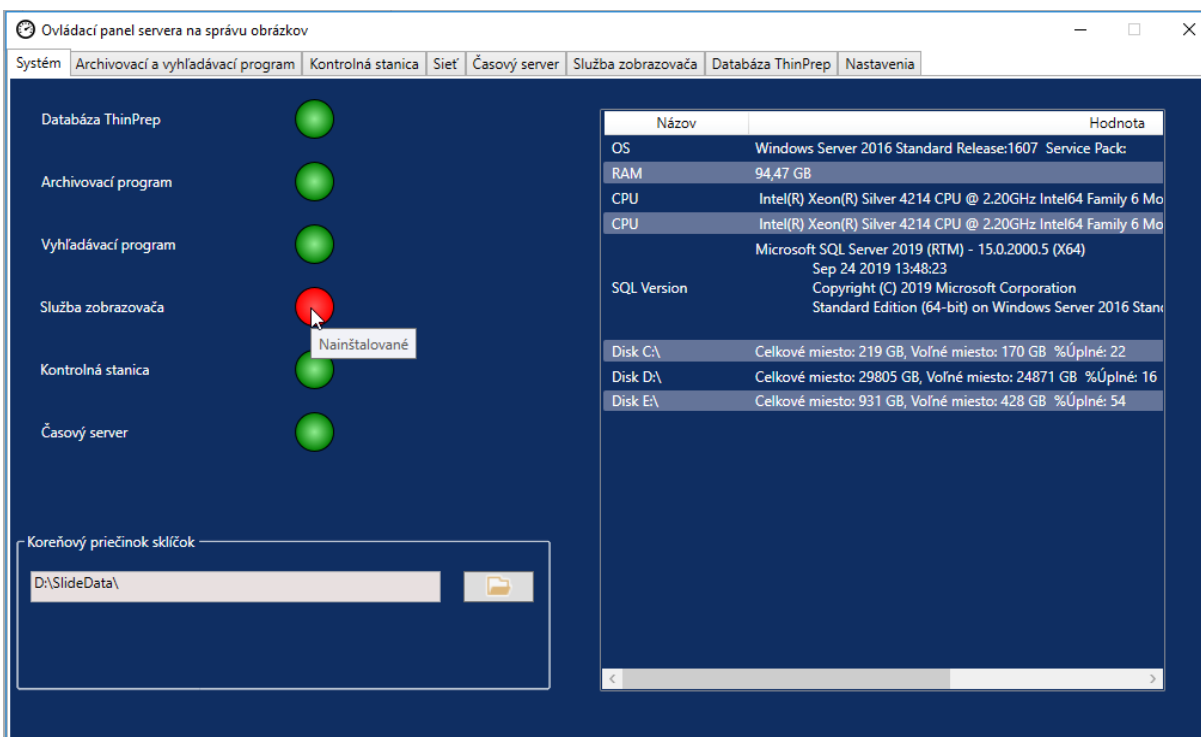 Ovládací panel servera na správu obrázkov
Systém Archivovací a vyhľadávací program Kontrolná stanica Sieť Časový server Služba zobrazovača Databáza ThinPrep Nastavenia
Databáza ThinPrep
Archivovací program
Vyhľadávací program
Služba zobrazovača
Nainštalované
Kontrolná stanica
Časový server
Koreňový priečinok sklíčok
D:\SlideData\
Názov Hodnota
OS Windows Server 2016 Standard Release:1607 Service Pack:
RAM 94,47 GB
CPU Intel(R) Xeon(R) Silver 4214 CPU @ 2.20GHz Intel64 Family 6 Mo
CPU Intel(R) Xeon(R) Silver 4214 CPU @ 2.20GHz Intel64 Family 6 Mo
Microsoft SQL Server 2019 (RTM) - 15.0.2000.5 (X64)
Sep 24 2019 13:48:23
SQL Version Copyright (C) 2019 Microsoft Corporation
Standard Edition (64-bit) on Windows Server 2016 Stan
Disk C:\ Celkové miesto: 219 GB, Voľné miesto: 170 GB %Úplné: 22
Disk D:\ Celkové miesto: 29805 GB, Voľné miesto: 24871 GB %Úplné: 16
Disk E:\ Celkové miesto: 931 GB, Voľné miesto: 428 GB %Úplné: 54